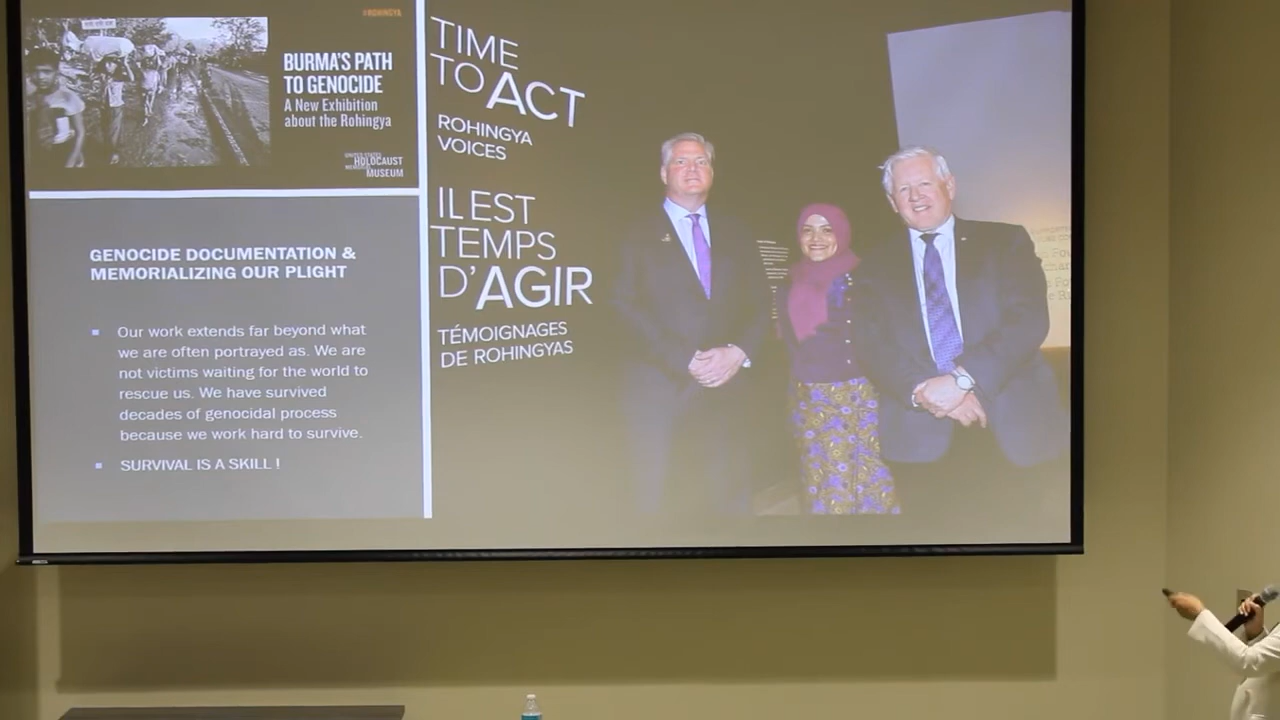 #ROHINGYA
BURMA'S PATH
TO GENOCIDE
A New Exhibition
about the Rohingya
UNITED STATES
HOLOCAUST
MEMORIAL
MUSEUM
GENOCIDE DOCUMENTATION &
MEMORIALIZING OUR PLIGHT
▪ Our work extends far beyond what
we are often portrayed as. We are
not victims waiting for the world to
rescue us. We have survived
decades of genocidal process
because we work hard to survive.
▪ SURVIVAL IS A SKILL !
TIME
TO ACT
ROHINGYA
VOICES
IL EST
TEMPS
D'AGIR
TÉMOIGNAGES
DE ROHINGYAS